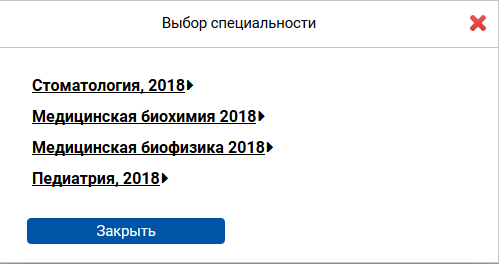 Выбор специальности
Стоматология, 2018
Медицинская биохимия 2018
Медицинская биофизика 2018
Педиатрия, 2018
Закрыть